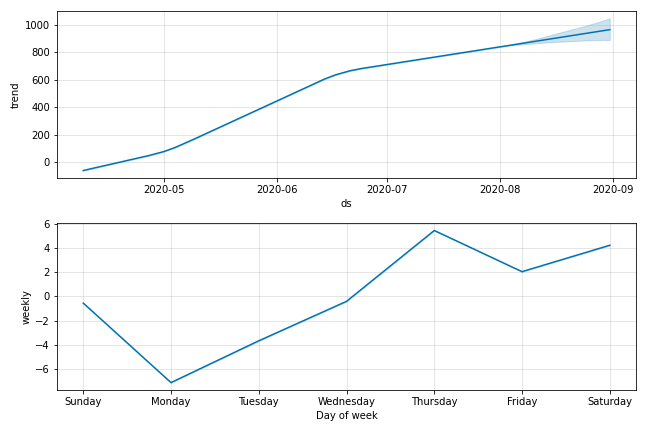 1000
800
600
400
200
0
trend
2020-05 2020-06 2020-07 2020-08 2020-09
ds
6
4
2
0
−2
−4
−6
weekly
Sunday Monday Tuesday Wednesday Thursday Friday Saturday
Day of week